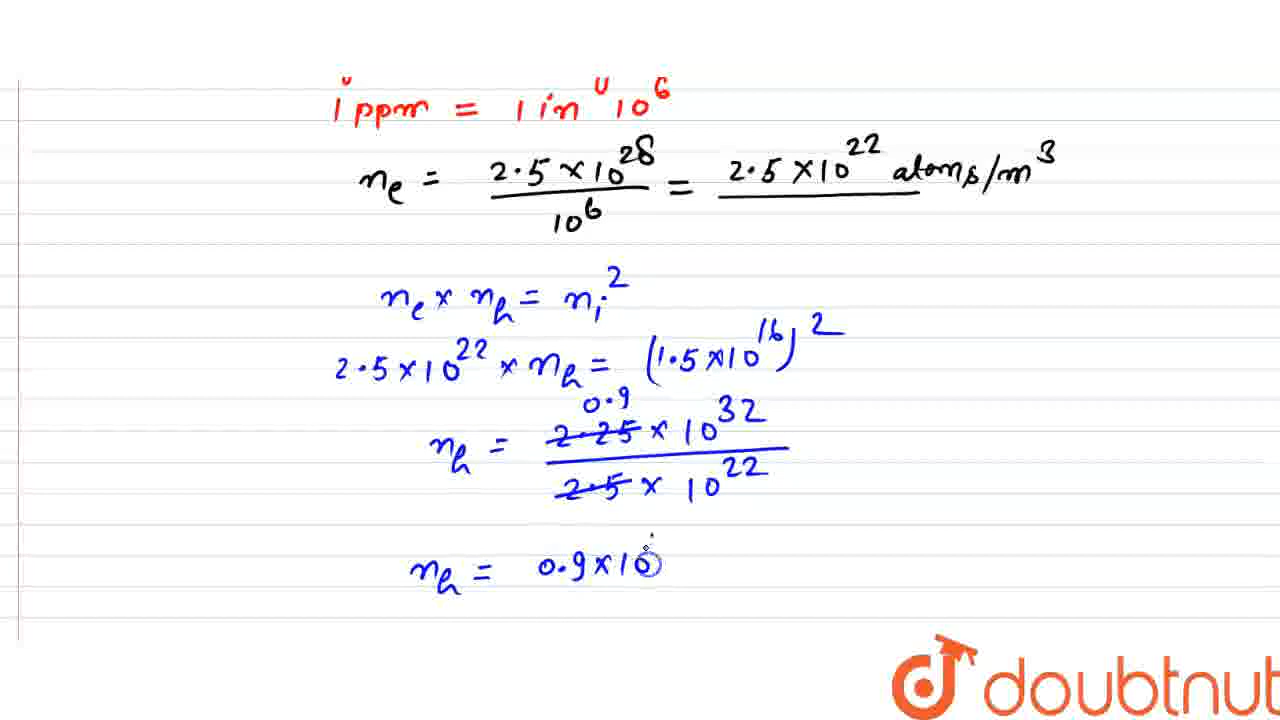 1 ppm = 1 in 10^6
n_e = 2.5 × 10^28 / 10^6 = 2.5 × 10^22 atoms/m^3
n_e × n_h = n_i^2
2.5 × 10^22 × n_h = (1.5 × 10^16)^2
0.9
n_h = 2.25 × 10^32 / 2.5 × 10^22
n_h = 0.9 × 10
doubtnut